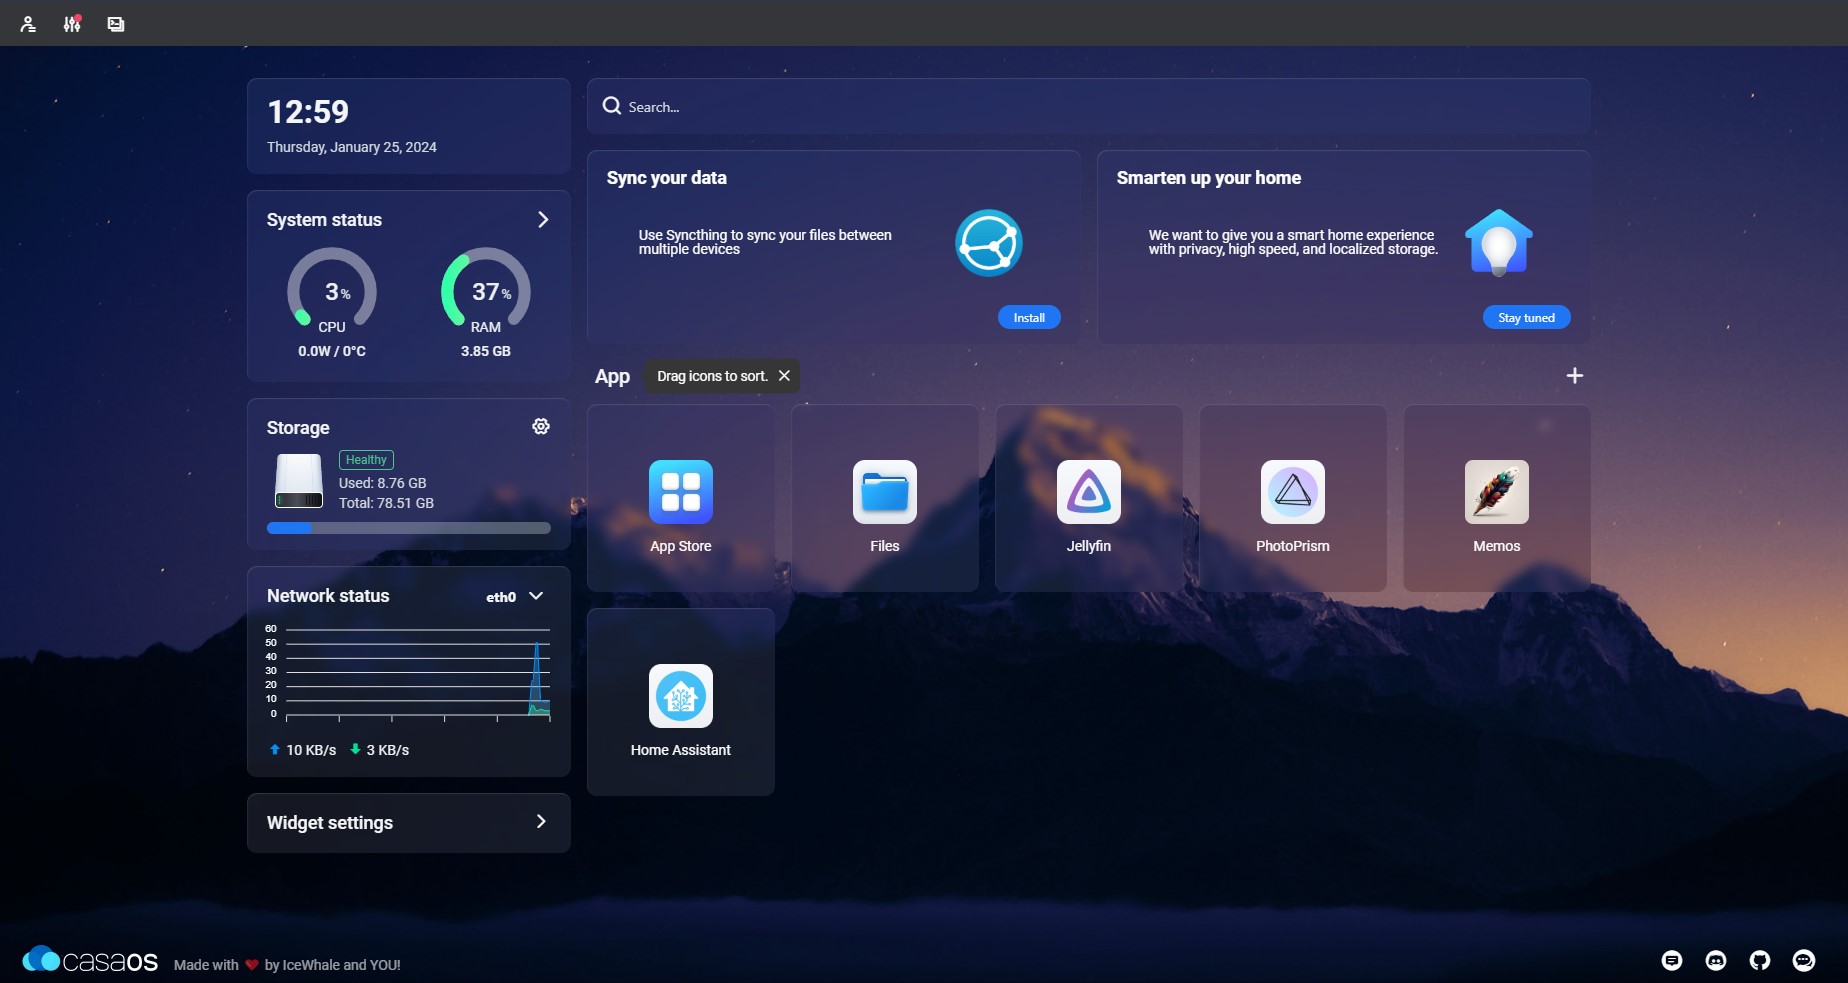 12:59
Thursday, January 25, 2024
System status
3%
CPU
0.0W / 0°C
37%
RAM
3.85 GB
Storage
Healthy
Used: 8.76 GB
Total: 78.51 GB
Network status
eth0
60
50
40
30
20
10
0
10 KB/s
3 KB/s
Widget settings
Search...
Sync your data
Use Syncthing to sync your files between
multiple devices
Install
Smarten up your home
We want to give you a smart home experience
with privacy, high speed, and localized storage.
Stay tuned
App
Drag icons to sort.
App Store
Files
Jellyfin
PhotoPrism
Memos
Home Assistant
casaos
Made with ❤ by IceWhale and YOU!